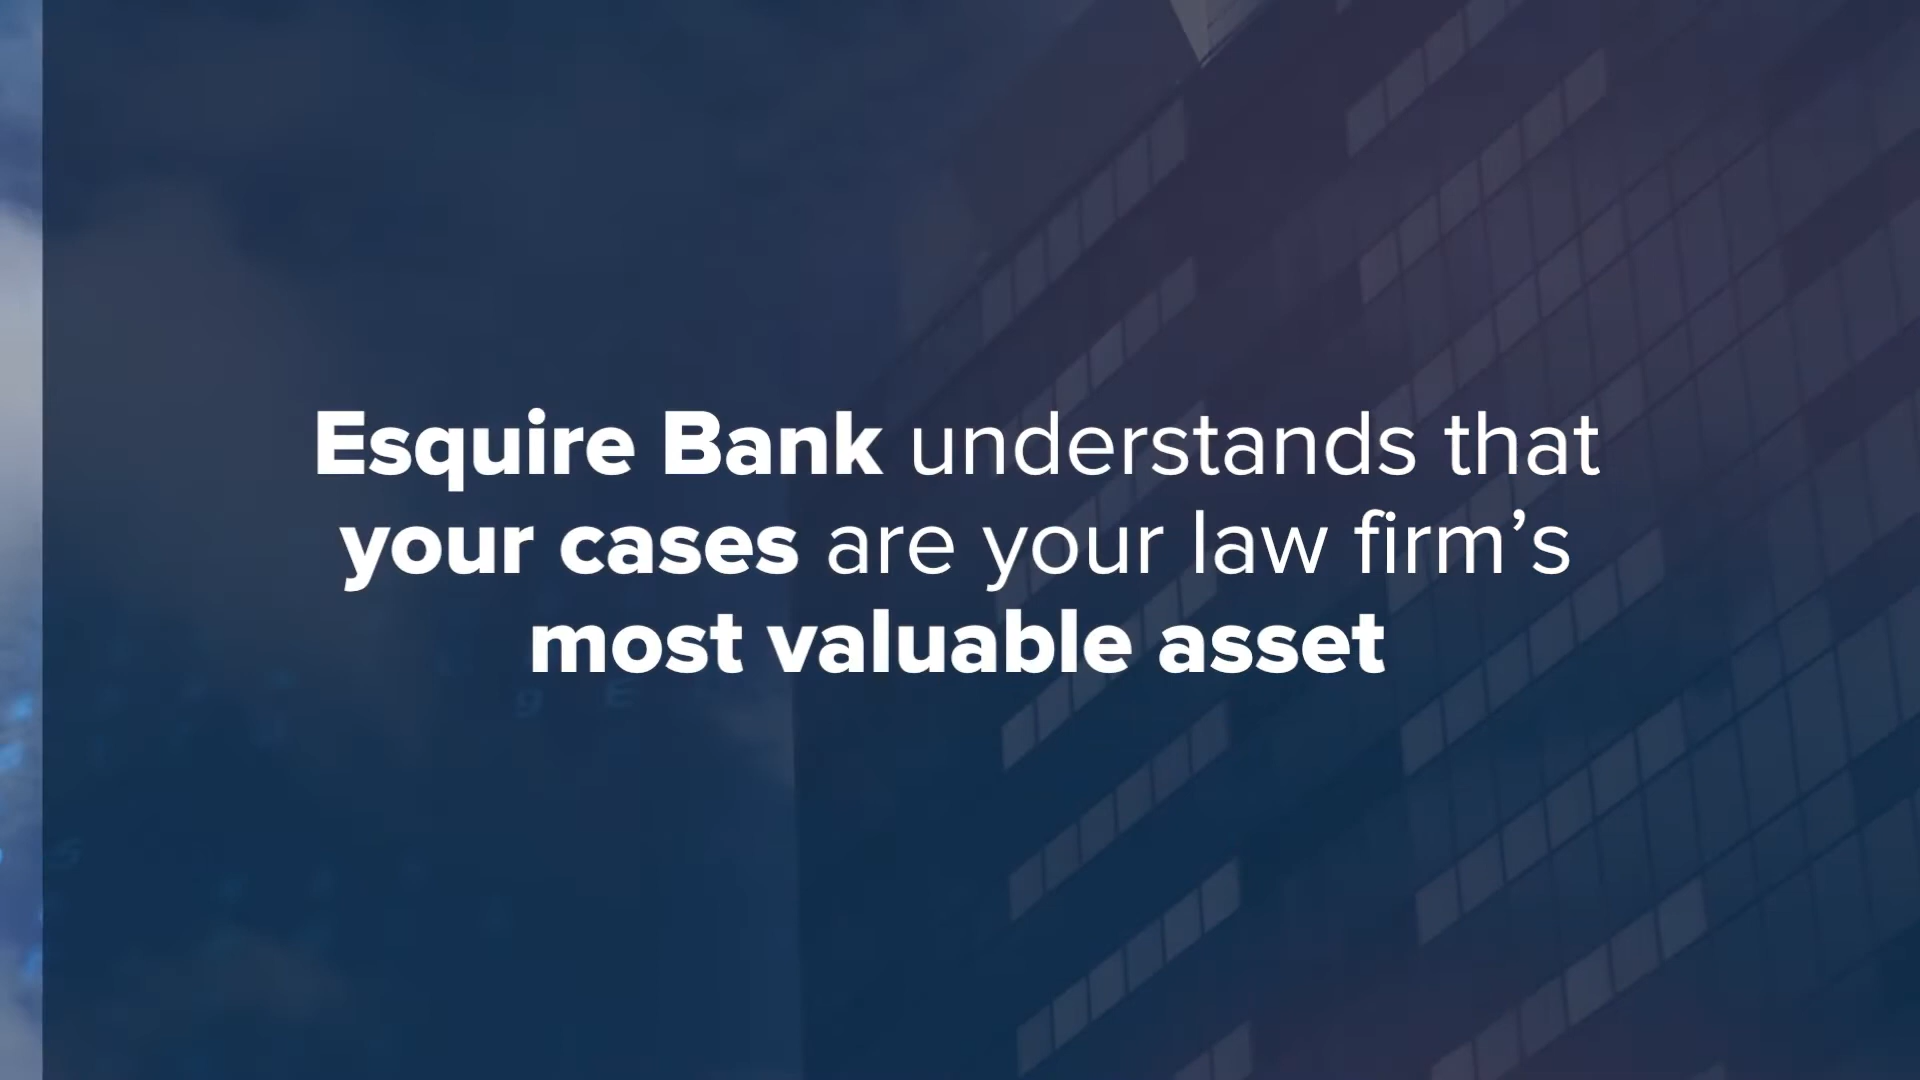 Esquire Bank understands that
your cases are your law firm’s
most valuable asset